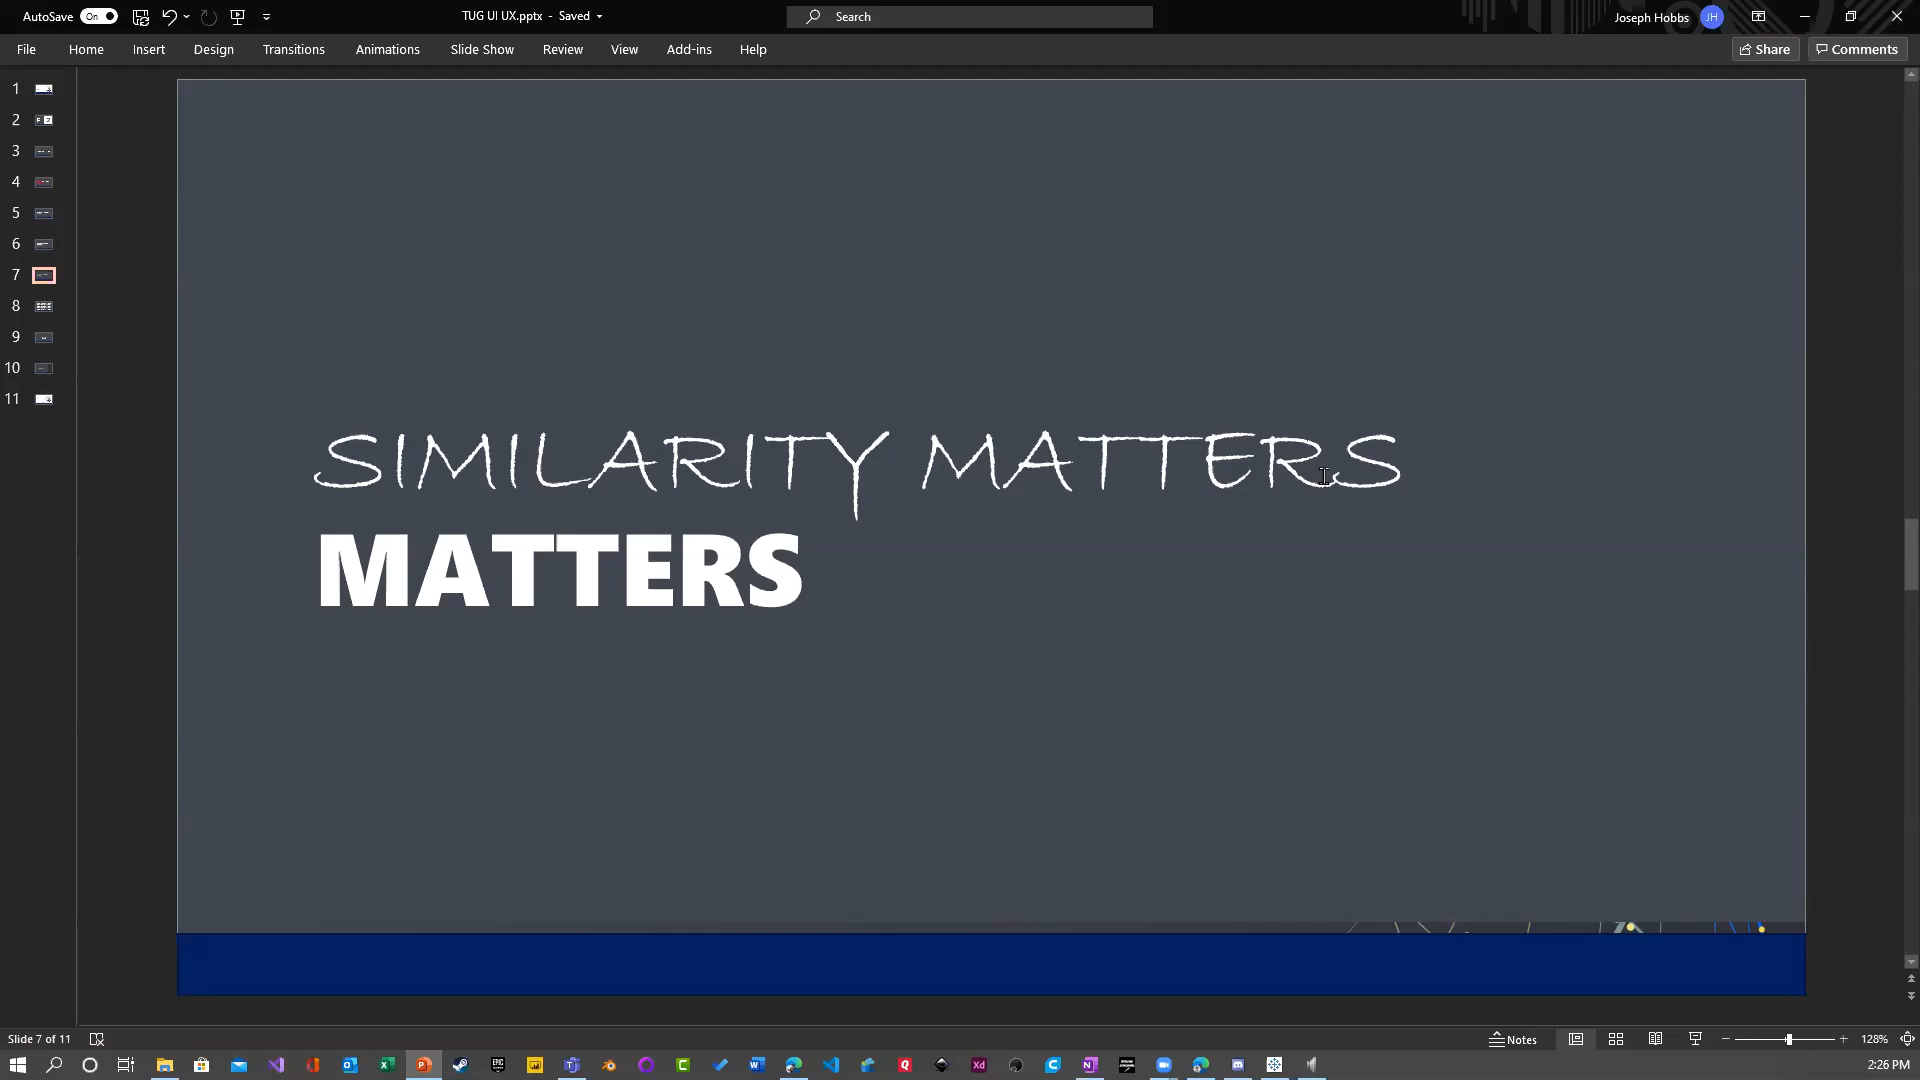 AutoSave On TUG UI UX.pptx - Saved Search Joseph Hobbs JH
File Home Insert Design Transitions Animations Slide Show Review View Add-ins Help Share Comments
1
2
3
4
5
6
7
8
9
10
11
SIMILARITY MATTERS
MATTERS
Slide 7 of 11 Notes 128%
2:26 PM